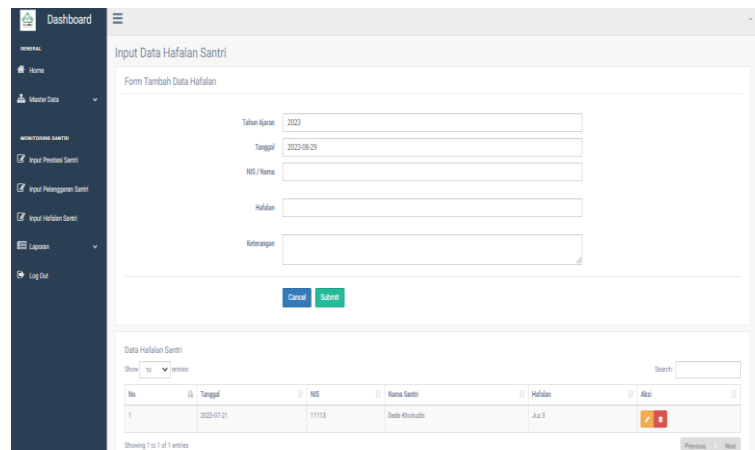 Dashboard
GENERAL
Home
Master Data
MONITORING SANTRI
Input Prestasi Santri
Input Pelanggaran Santri
Input Hafalan Santri
Laporan
Log Out
Input Data Hafalan Santri
Form Tambah Data Hafalan
Tahun Ajaran 2023
Tanggal 2023-08-29
NIS / Nama
Hafalan
Keterangan
Cancel Submit
Data Hafalan Santri
Show 10 entries Search:
No Tanggal NIS Nama Santri Hafalan Aksi
1 2023-07-21 11113 Dede Khoirudin Juz 3
Showing 1 to 1 of 1 entries Previous 1 Next